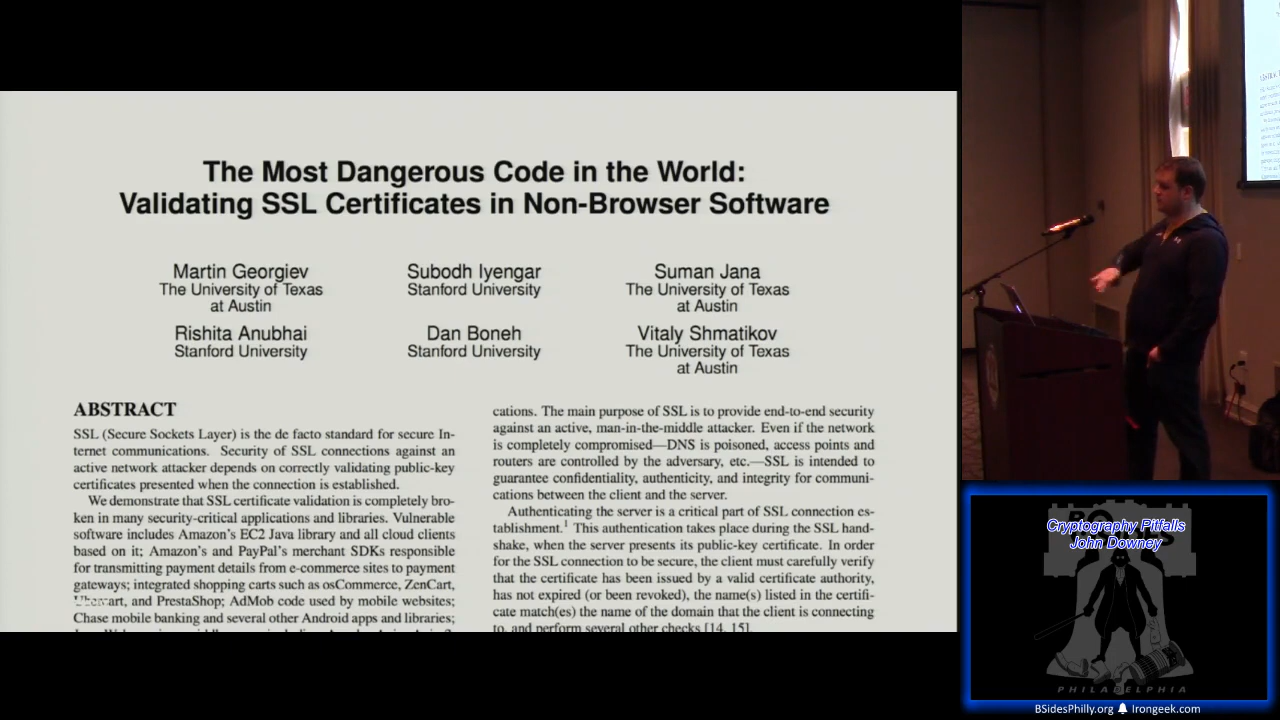 The Most Dangerous Code in the World:
Validating SSL Certificates in Non-Browser Software
Martin Georgiev
The University of Texas
at Austin
Subodh Iyengar
Stanford University
Suman Jana
The University of Texas
at Austin
Rishita Anubhai
Stanford University
Dan Boneh
Stanford University
Vitaly Shmatikov
The University of Texas
at Austin
ABSTRACT
SSL (Secure Sockets Layer) is the de facto standard for secure In-
ternet communications. Security of SSL connections against an
active network attacker depends on correctly validating public-key
certificates presented when the connection is established.
We demonstrate that SSL certificate validation is completely bro-
ken in many security-critical applications and libraries. Vulnerable
software includes Amazon's EC2 Java library and all cloud clients
based on it; Amazon's and PayPal's merchant SDKs responsible
for transmitting payment details from e-commerce sites to payment
gateways; integrated shopping carts such as osCommerce, ZenCart,
and PrestaShop; AdMob code used by mobile websites;
Chase mobile banking and several other Android apps and libraries;
cations. The main purpose of SSL is to provide end-to-end security
against an active, man-in-the-middle attacker. Even if the network
is completely compromised—DNS is poisoned, access points and
routers are controlled by the adversary, etc.—SSL is intended to
guarantee confidentiality, authenticity, and integrity for communi-
cations between the client and the server.
Authenticating the server is a critical part of SSL connection es-
tablishment.1 This authentication takes place during the SSL hand-
shake, when the server presents its public-key certificate. In order
for the SSL connection to be secure, the client must carefully verify
that the certificate has been issued by a valid certificate authority,
has not expired (or been revoked), the name(s) listed in the certifi-
cate match(es) the name of the domain that the client is connecting
to, and perform several other checks [14, 15].
Cryptography Pitfalls
John Downey
PHILADELPHIA
BSidesPhilly.org Irongeek.com